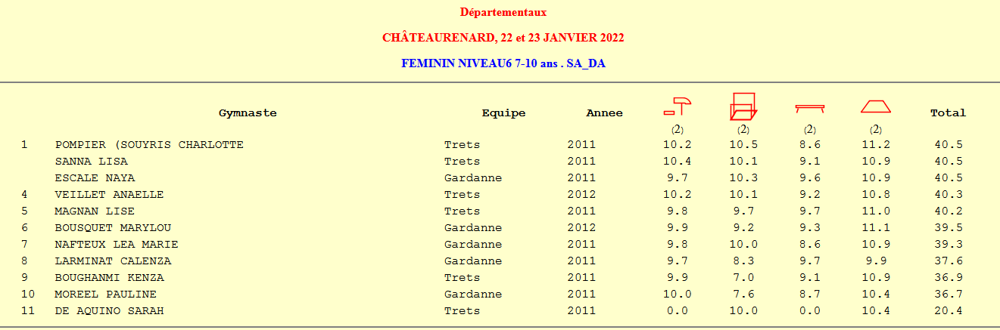 Départementaux
CHÂTEAURENARD, 22 et 23 JANVIER 2022
FEMININ NIVEAU6 7-10 ans . SA_DA
Gymnaste Equipe Annee Total
(2) (2) (2) (2)
1 POMPIER (SOUYRIS CHARLOTTE Trets 2011 10.2 10.5 8.6 11.2 40.5
SANNA LISA Trets 2011 10.4 10.1 9.1 10.9 40.5
ESCALE NAYA Gardanne 2011 9.7 10.3 9.6 10.9 40.5
4 VEILLET ANAELLE Trets 2012 10.2 10.1 9.2 10.8 40.3
5 MAGNAN LISE Trets 2011 9.8 9.7 9.7 11.0 40.2
6 BOUSQUET MARYLOU Gardanne 2012 9.9 9.2 9.3 11.1 39.5
7 NAFTEUX LEA MARIE Gardanne 2011 9.8 10.0 8.6 10.9 39.3
8 LARMINAT CALENZA Gardanne 2011 9.7 8.3 9.7 9.9 37.6
9 BOUGHANMI KENZA Trets 2011 9.9 7.0 9.1 10.9 36.9
10 MOREEL PAULINE Gardanne 2011 10.0 7.6 8.7 10.4 36.7
11 DE AQUINO SARAH Trets 2011 0.0 10.0 0.0 10.4 20.4